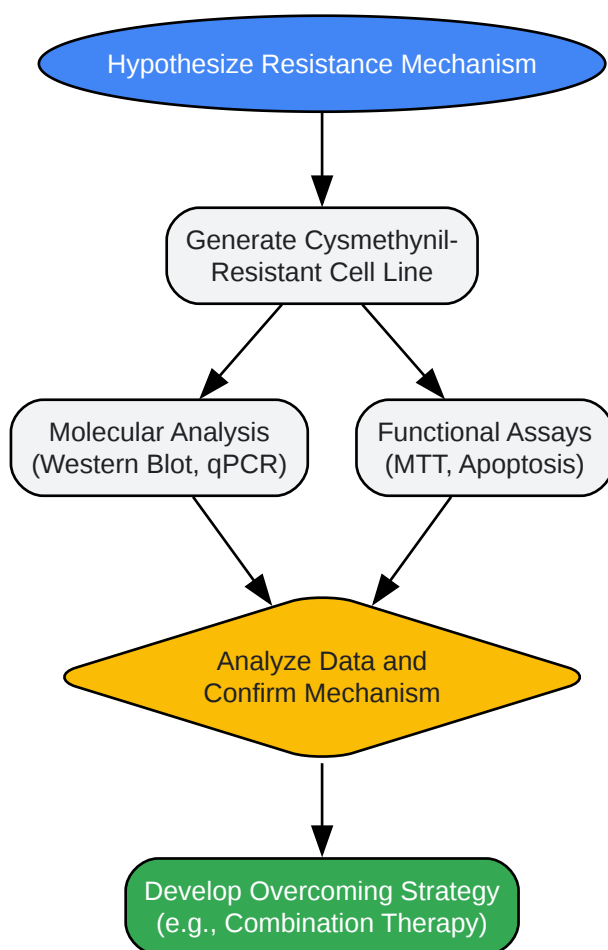 Hypothesize Resistance Mechanism
Generate Cysmethynil-
Resistant Cell Line
Molecular Analysis
(Western Blot, qPCR)
Functional Assays
(MTT, Apoptosis)
Analyze Data and
Confirm Mechanism
Develop Overcoming Strategy
(e.g., Combination Therapy)